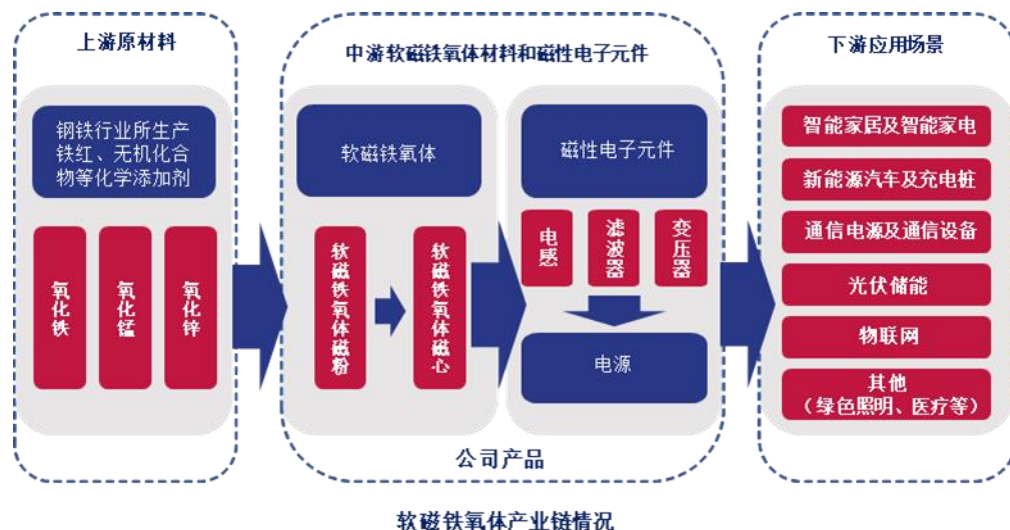 上游原材料
钢铁行业所生产
铁红、无机化合
物等化学添加剂
氧化铁
氧化锰
氧化锌
中游软磁铁氧体材料和磁性电子元件
软磁铁氧体
软磁铁氧体磁粉
软磁铁氧体磁心
磁性电子元件
电感
滤波器
变压器
电源
公司产品
下游应用场景
智能家居及智能家电
新能源汽车及充电桩
通信电源及通信设备
光伏储能
物联网
其他
（绿色照明、医疗等）
软磁铁氧体产业链情况